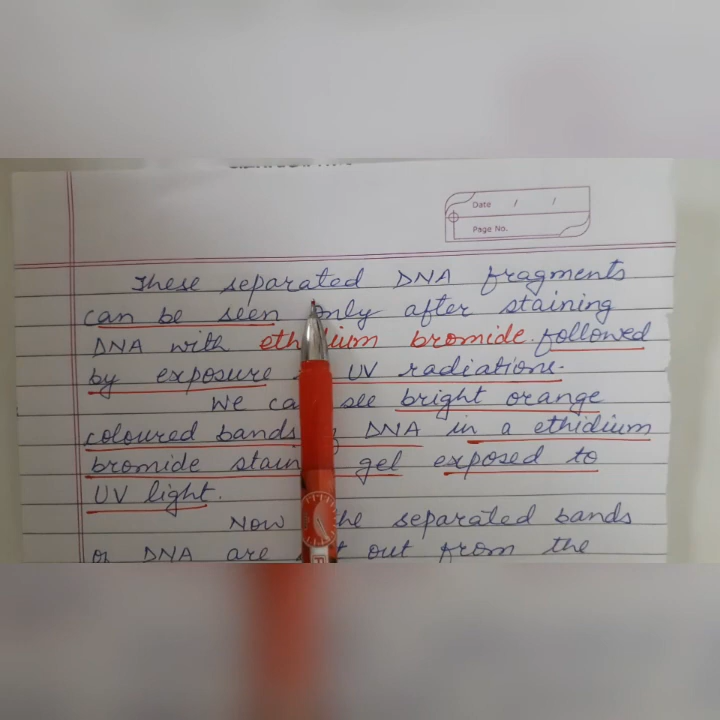 Date / /
Page No.
These separated DNA fragments
can be seen only after staining
DNA with ethidium bromide followed
by exposure UV radiations.
We can see bright orange
coloured bands DNA in a ethidium
bromide stain gel exposed to
UV light.
Now the separated bands
of DNA are out from the